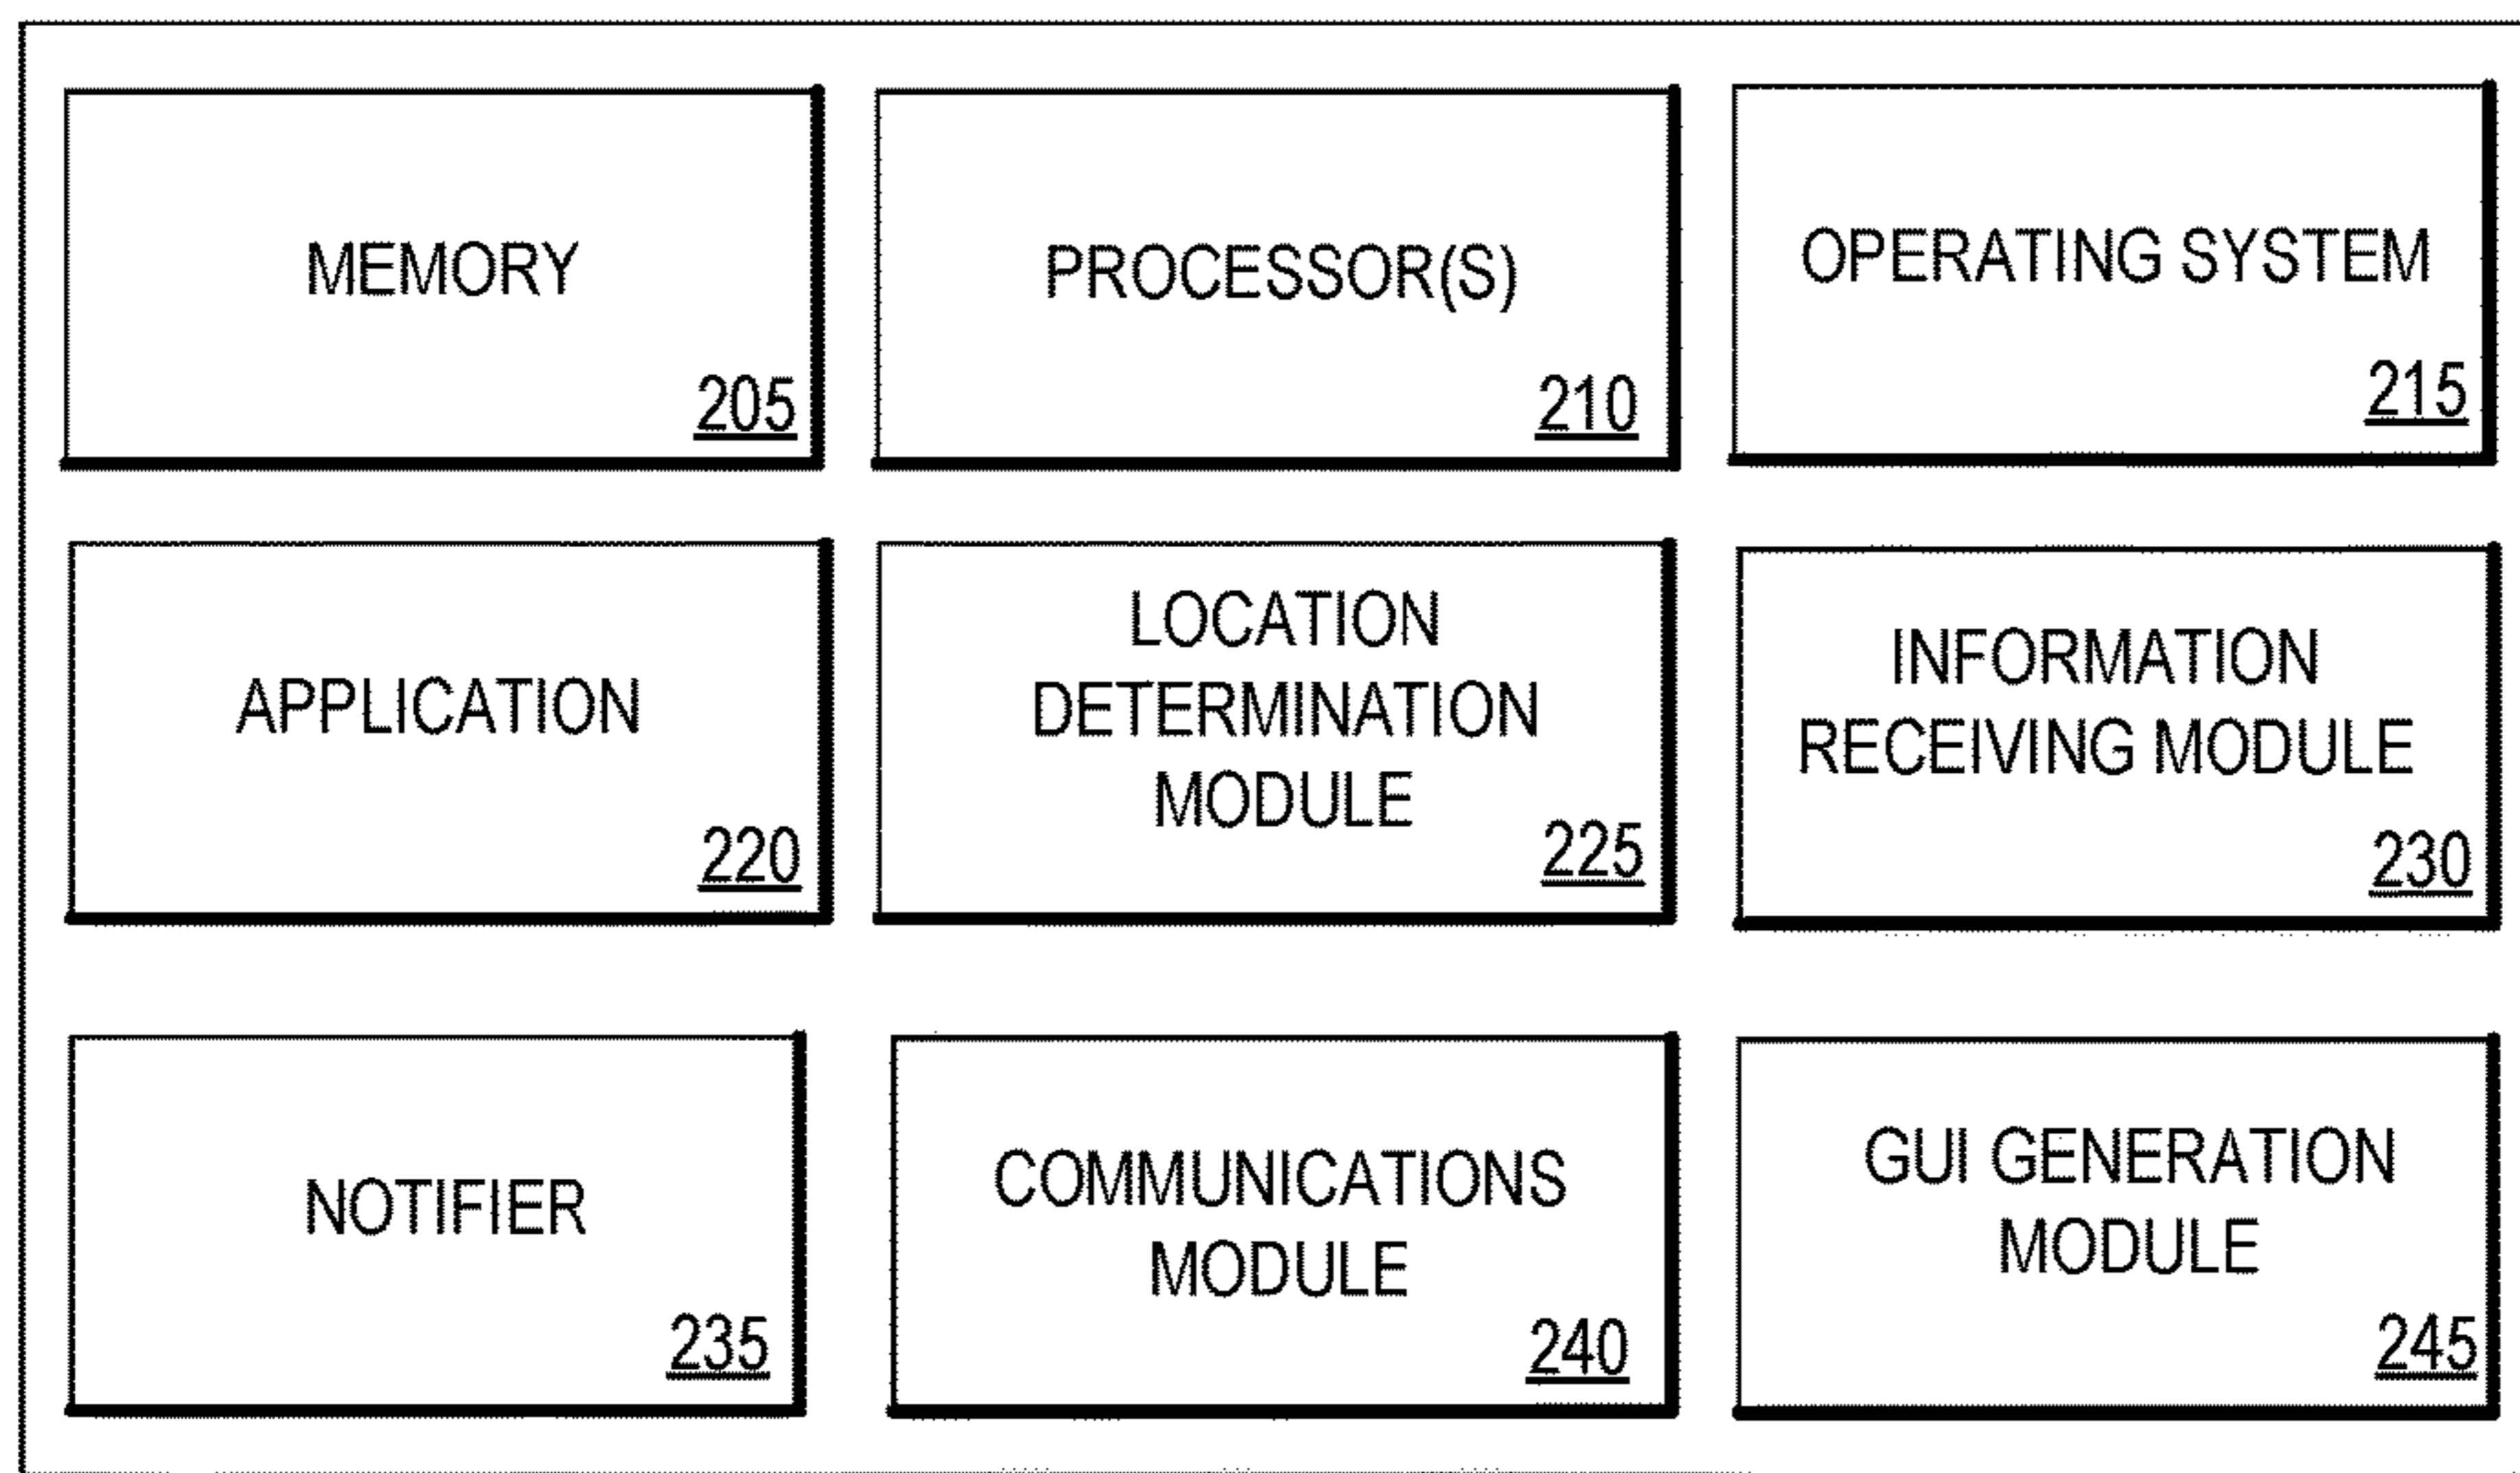 MEMORY
205
PROCESSOR(S)
210
OPERATING SYSTEM
215
APPLICATION
220
LOCATION
DETERMINATION
MODULE
225
INFORMATION
RECEIVING MODULE
230
NOTIFIER
235
COMMUNICATIONS
MODULE
240
GUI GENERATION
MODULE
245